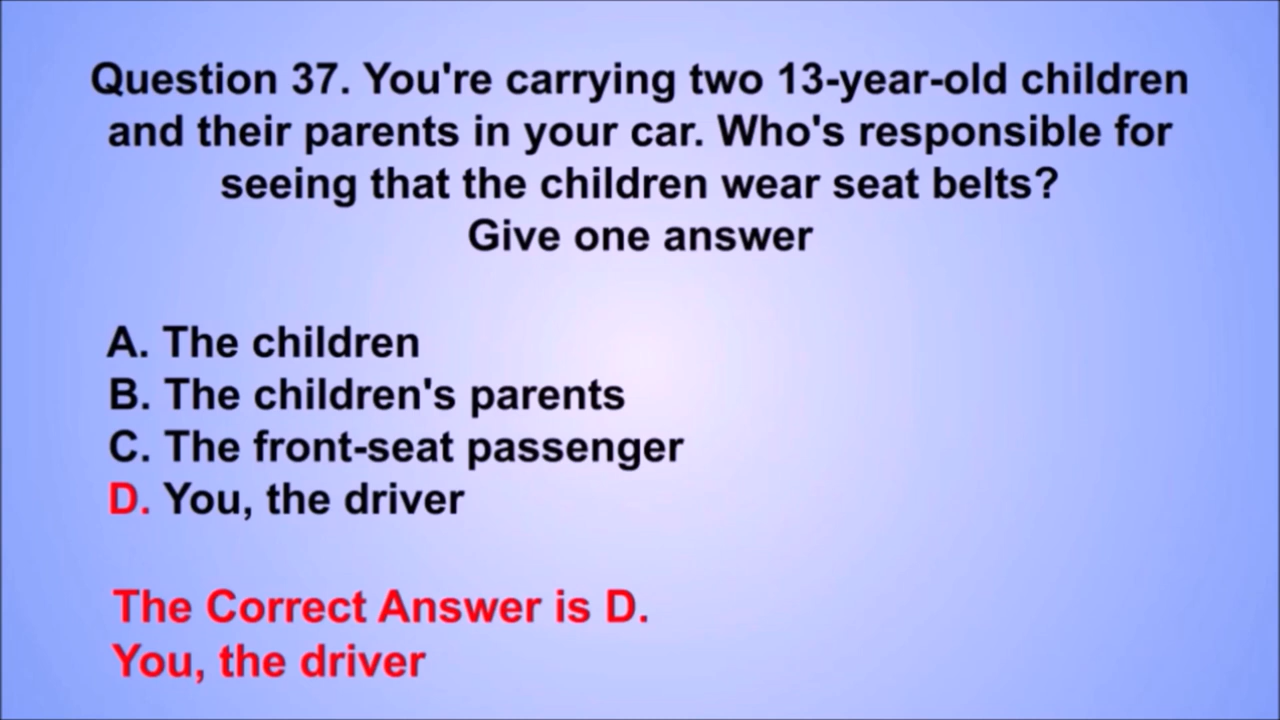 Question 37. You're carrying two 13-year-old children
and their parents in your car. Who's responsible for
seeing that the children wear seat belts?
Give one answer
A. The children
B. The children's parents
C. The front-seat passenger
D. You, the driver
The Correct Answer is D.
You, the driver